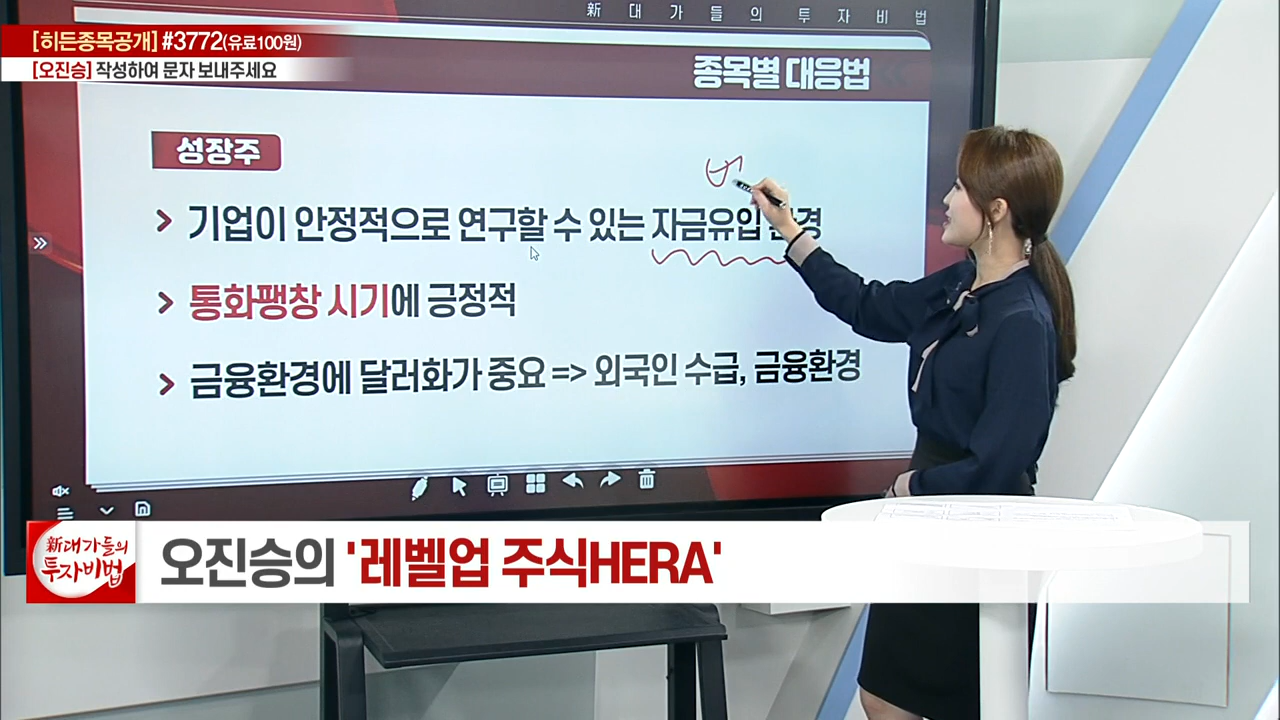 新 대 가 들 의 투 자 비 법
[히든종목공개] #3772(유료100원)
[오진승] 작성하여 문자 보내주세요
종목별 대응법
성장주
기업이 안정적으로 연구할 수 있는 자금유입 환경
통화팽창 시기에 긍정적
금융환경에 달러화가 중요 => 외국인 수급, 금융환경
新대가들의
투자비법
오진승의 '레벨업 주식HERA'